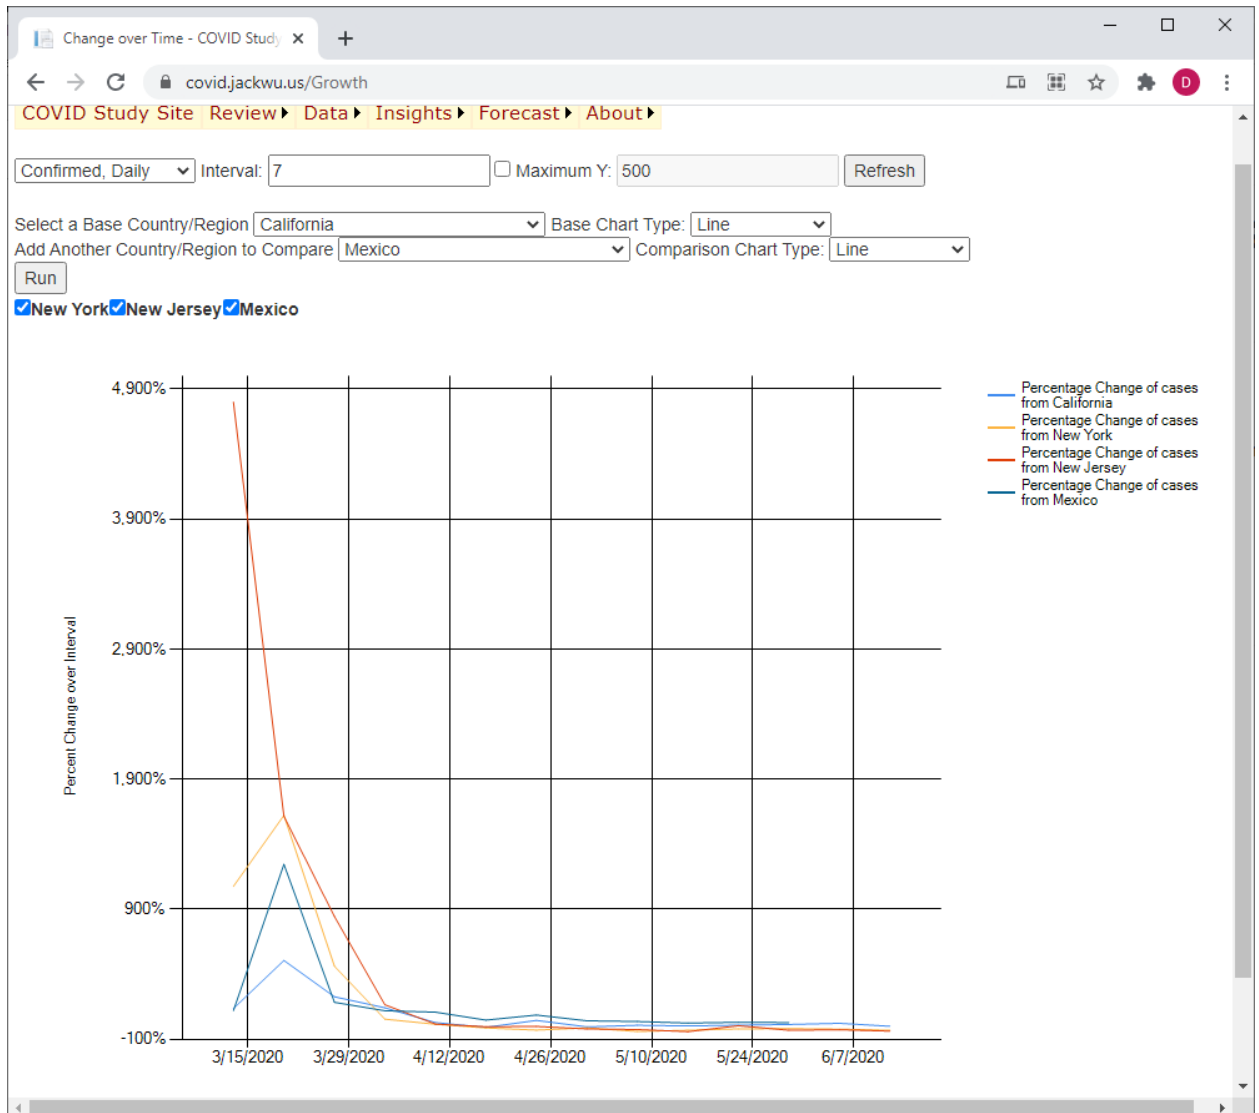 Change over Time - COVID Study
covid.jackwu.us/Growth
D
COVID Study Site Review Data Insights Forecast About
Confirmed, Daily Interval: 7 Maximum Y: 500 Refresh
Select a Base Country/Region California Base Chart Type: Line
Add Another Country/Region to Compare Mexico Comparison Chart Type: Line
Run
New York New Jersey Mexico
4,900%
3,900%
2,900%
1,900%
900%
-100%
Percent Change over Interval
3/15/2020 3/29/2020 4/12/2020 4/26/2020 5/10/2020 5/24/2020 6/7/2020
Percentage Change of cases
from California
Percentage Change of cases
from New York
Percentage Change of cases
from New Jersey
Percentage Change of cases
from Mexico